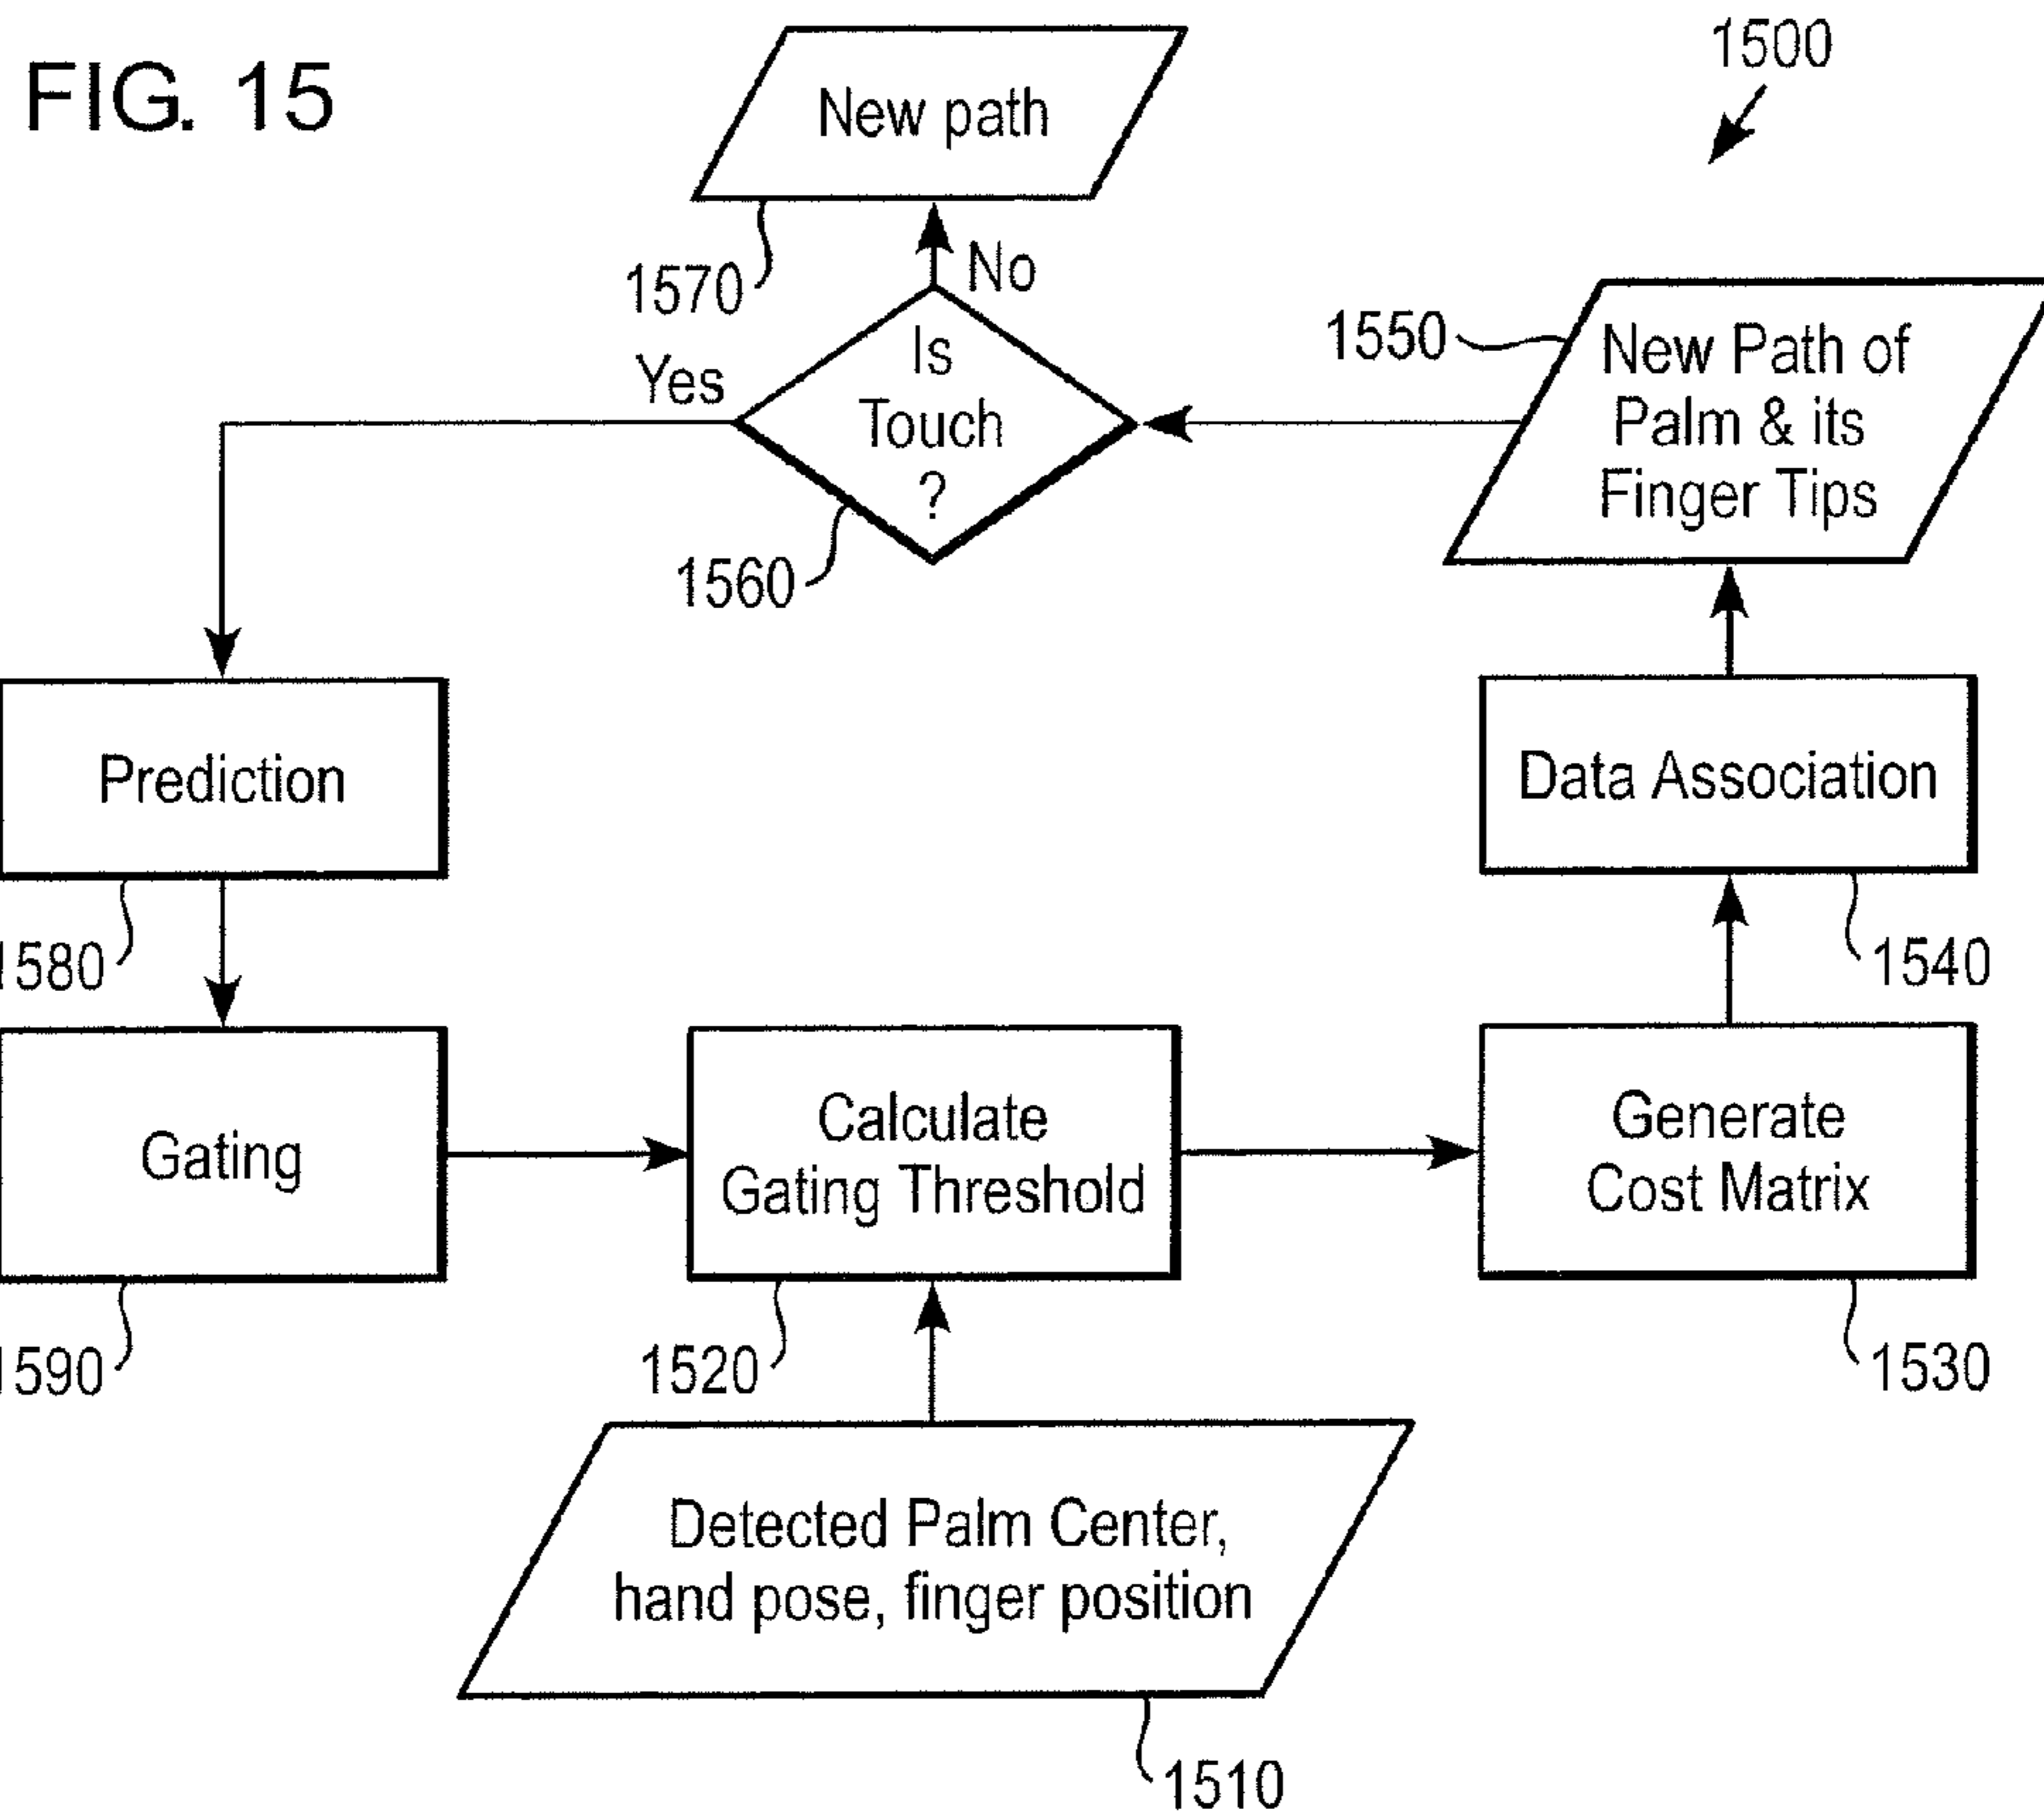 FIG. 15
1500
New path
1570
No
Yes
Is
Touch
?
1560
1550
New Path of
Palm & its
Finger Tips
Prediction
1580
Data Association
1540
Gating
1590
Calculate
Gating Threshold
1520
Generate
Cost Matrix
1530
Detected Palm Center,
hand pose, finger position
1510